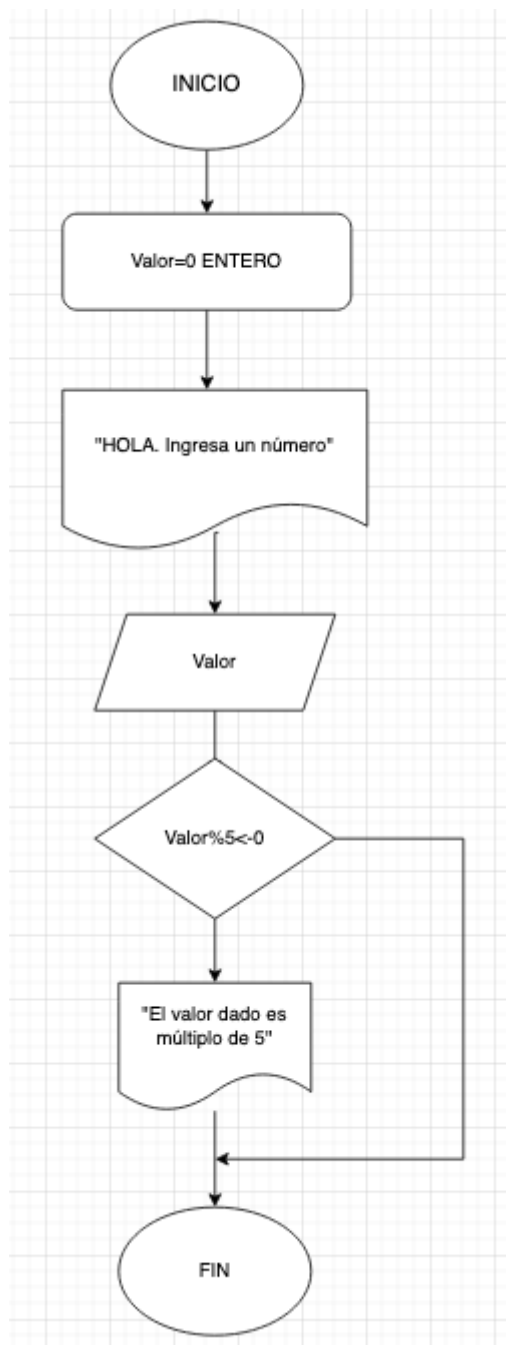 INICIO
Valor=0 ENTERO
"HOLA. Ingresa un número"
Valor
Valor%5<-0
"El valor dado es
múltiplo de 5"
FIN